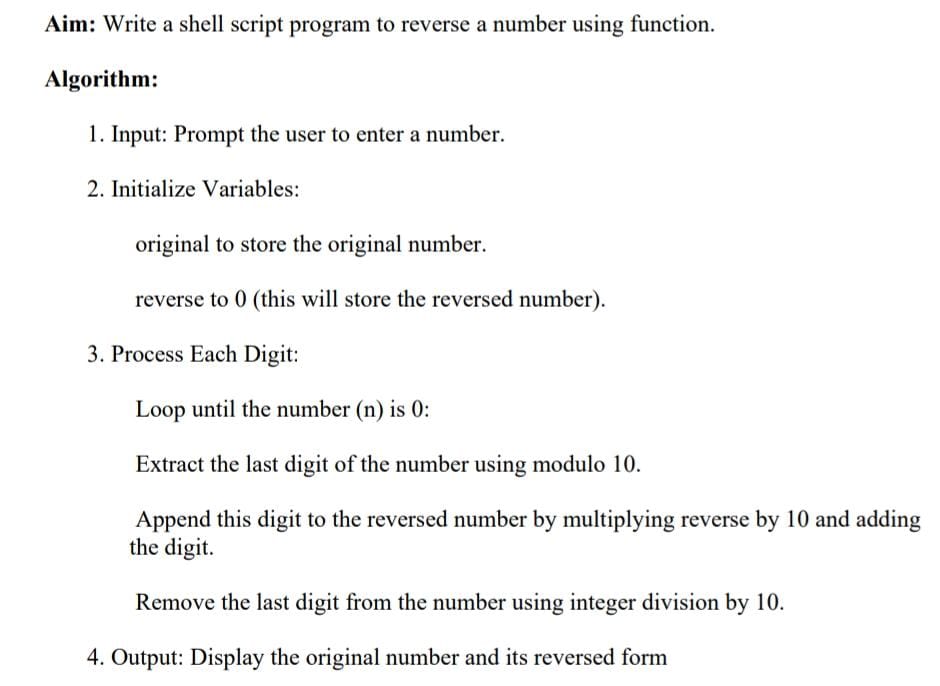 Aim: Write a shell script program to reverse a number using function.
Algorithm:
1. Input: Prompt the user to enter a number.
2. Initialize Variables:
original to store the original number.
reverse to 0 (this will store the reversed number).
3. Process Each Digit:
Loop until the number (n) is 0:
Extract the last digit of the number using modulo 10.
Append this digit to the reversed number by multiplying reverse by 10 and adding
the digit.
Remove the last digit from the number using integer division by 10.
4. Output: Display the original number and its reversed form